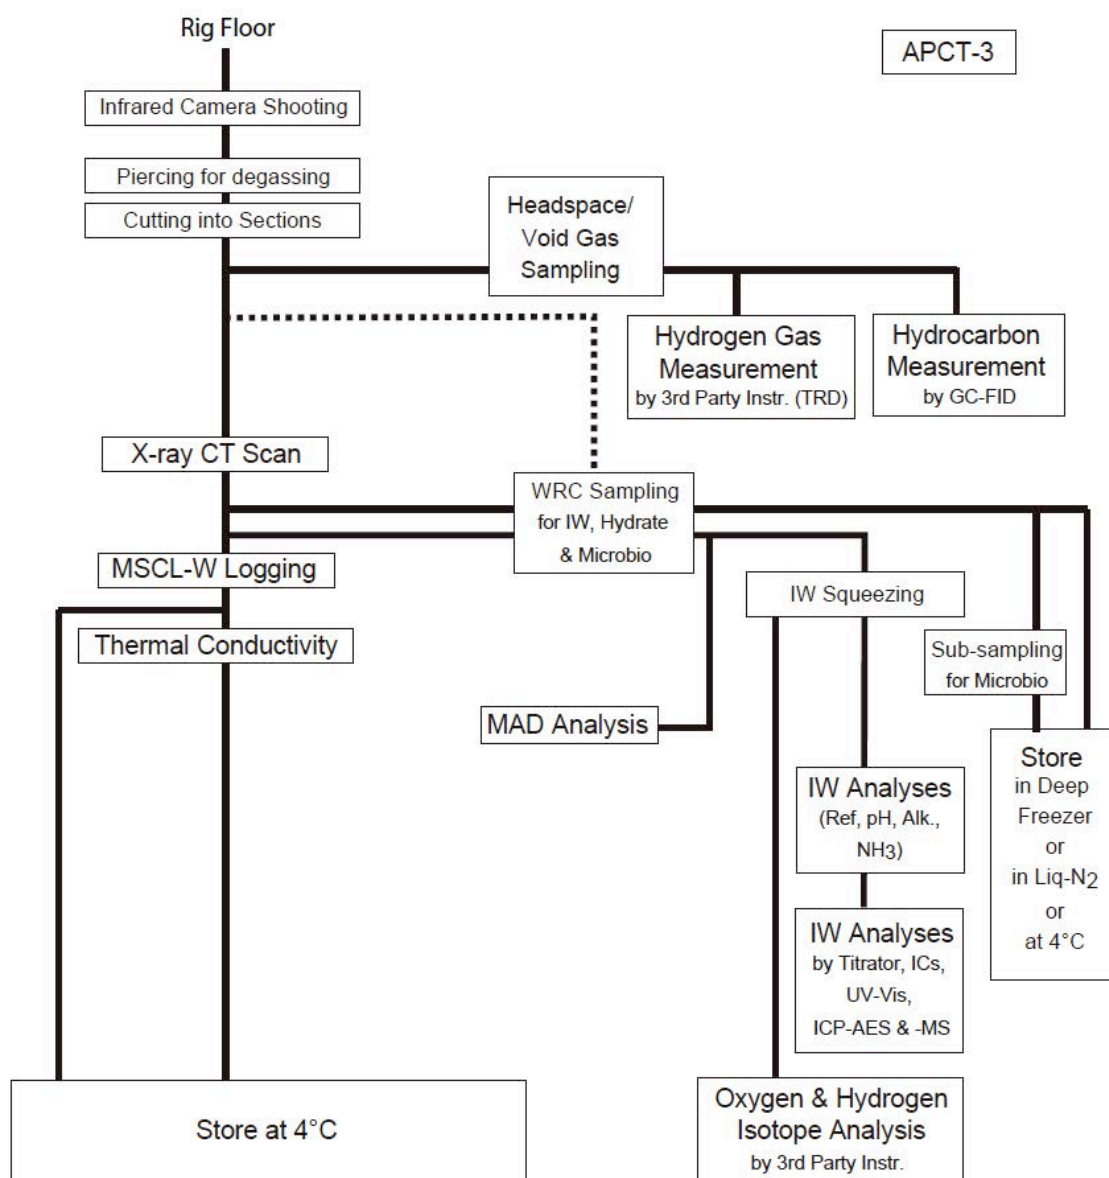 Rig Floor
APCT-3
Infrared Camera Shooting
Piercing for degassing
Cutting into Sections
Headspace/
Void Gas
Sampling
Hydrogen Gas
Measurement
by 3rd Party Instr. (TRD)
Hydrocarbon
Measurement
by GC-FID
X-ray CT Scan
WRC Sampling
for IW, Hydrate
& Microbio
MSCL-W Logging
IW Squeezing
Thermal Conductivity
Sub-sampling
for Microbio
MAD Analysis
IW Analyses
(Ref, pH, Alk.,
NH3)
Store
in Deep
Freezer
or
in Liq-N2
or
at 4°C
IW Analyses
by Titrator, ICs,
UV-Vis,
ICP-AES & -MS
Store at 4°C
Oxygen & Hydrogen
Isotope Analysis
by 3rd Party Instr.